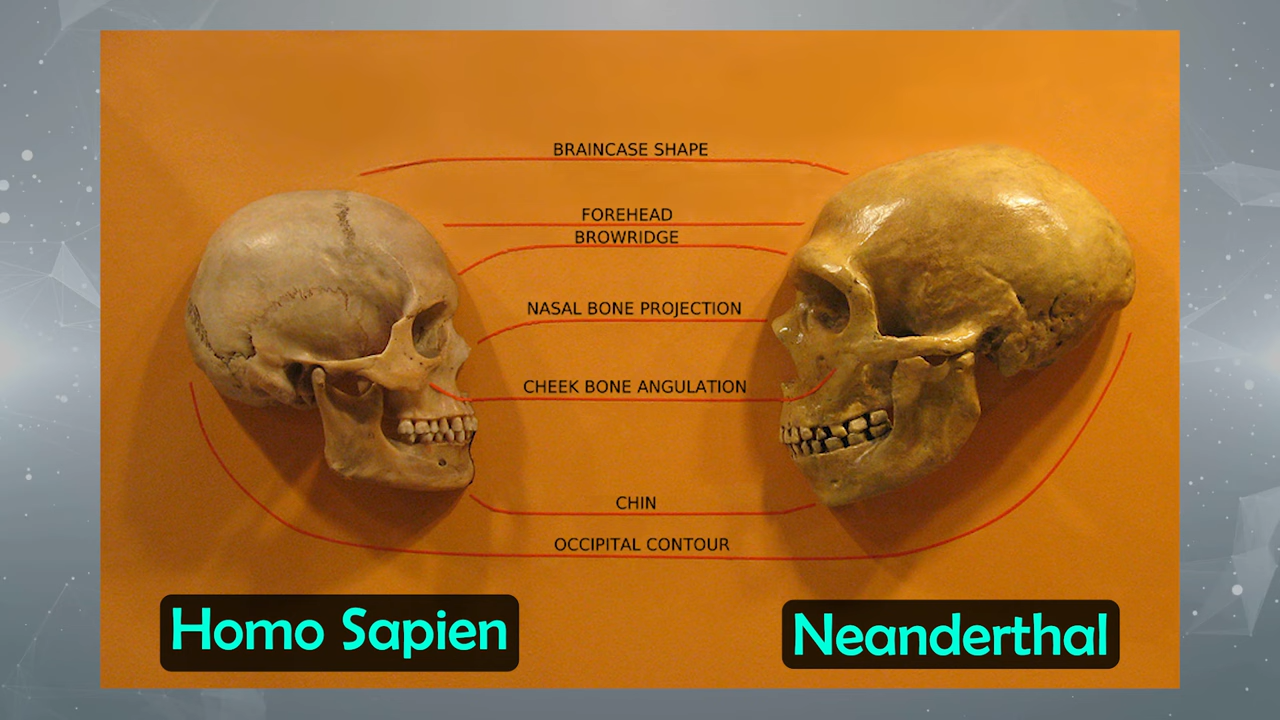 BRAINCASE SHAPE
FOREHEAD
BROWRIDGE
NASAL BONE PROJECTION
CHEEK BONE ANGULATION
CHIN
OCCIPITAL CONTOUR
Homo Sapien
Neanderthal